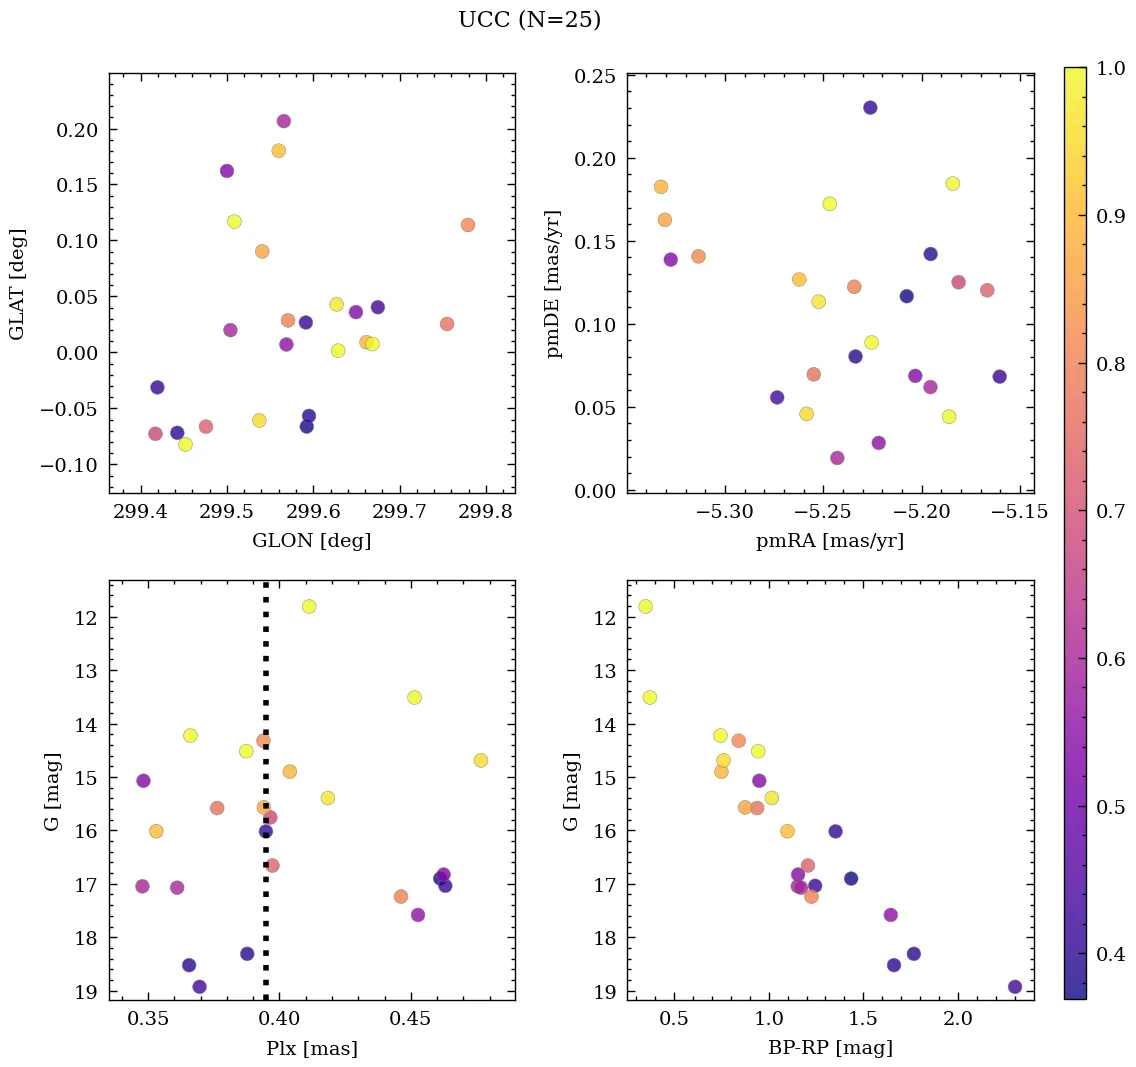 UCC (N=25)
0.20
0.15
0.10
0.05
0.00
−0.05
−0.10
GLAT [deg]
299.4 299.5 299.6 299.7 299.8
GLON [deg]
0.25
0.20
0.15
0.10
0.05
0.00
pmDE [mas/yr]
−5.30 −5.25 −5.20 −5.15
pmRA [mas/yr]
12
13
14
15
16
17
18
19
G [mag]
0.35 0.40 0.45
Plx [mas]
12
13
14
15
16
17
18
19
G [mag]
0.5 1.0 1.5 2.0
BP-RP [mag]
1.0
0.9
0.8
0.7
0.6
0.5
0.4